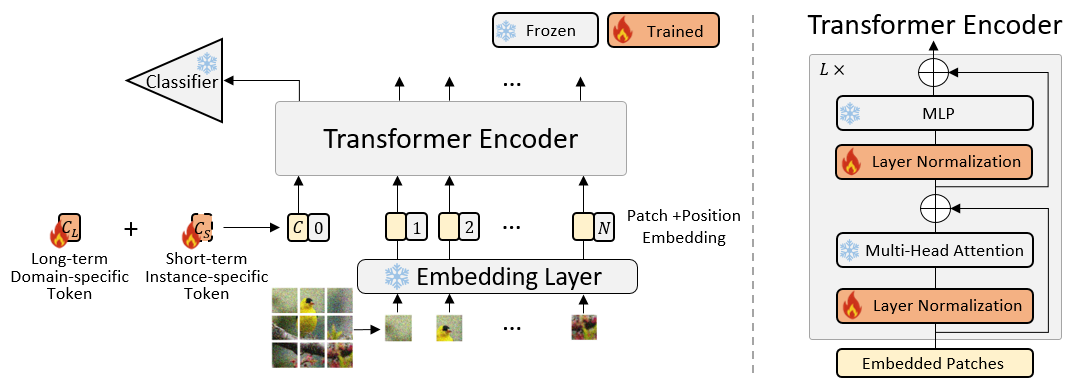 Frozen
Trained
Classifier
...
Transformer Encoder
C_L
+
C_S
C 0
1
2
...
N
Patch +Position
Embedding
Long-term
Domain-specific
Token
Short-term
Instance-specific
Token
Embedding Layer
...
Transformer Encoder
L ×
MLP
Layer Normalization
Multi-Head Attention
Layer Normalization
Embedded Patches